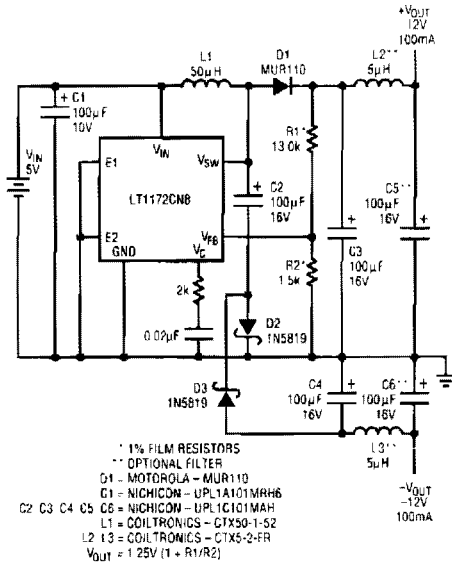 +VOUT
12V
100mA
L1
50µH
D1
MUR110
L2**
5µH
C1
100µF
10V
VIN
5V
E1
E2
VIN
VSW
LT1172CN8
VFB
VC
GND
R1*
13.0k
C2
100µF
16V
R2*
1.5k
C3
100µF
16V
C5**
100µF
16V
2k
0.02µF
D2
1N5819
D3
1N5819
C4
100µF
16V
C6**
100µF
16V
L3**
5µH
−VOUT
−12V
100mA
* 1% FILM RESISTORS
** OPTIONAL FILTER
D1 = MOTOROLA – MUR110
C1 = NICHICON – UPL1A101MRH6
C2 C3 C4 C5 C6 = NICHICON – UPL1C101MAH
L1 = COILTRONICS – CTX50-1-52
L2 L3 = COILTRONICS – CTX5-2-FR
VOUT = 1.25V (1 + R1/R2)